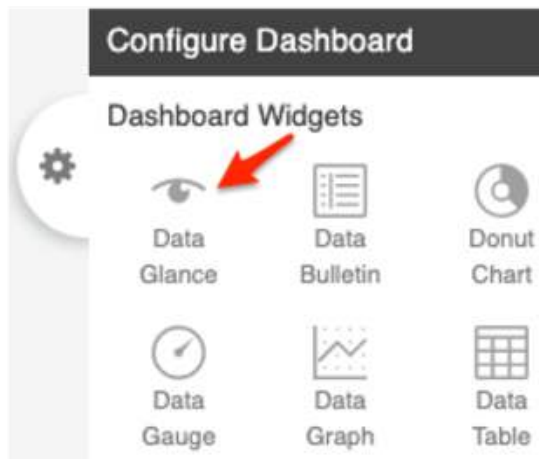 Configure Dashboard
Dashboard Widgets
Data Data Donut
Glance Bulletin Chart
Data Data Data
Gauge Graph Table